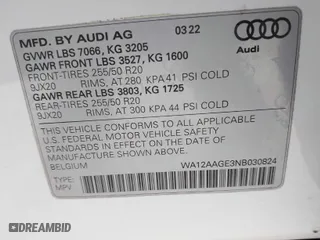 MFD. BY AUDI AG 03.22
GVWR LBS 7066, KG 3205
GAWR FRONT LBS 3527, KG 1600
FRONT-TIRES 255/50 R20
9JX20 RIMS, AT 280 KPA 41 PSI COLD
GAWR REAR LBS 3803, KG 1725
REAR-TIRES 255/50 R20
9JX20 RIMS, AT 300 KPA 44 PSI COLD
Audi
THIS VEHICLE CONFORMS TO ALL APPLICABLE
U.S. FEDERAL MOTOR VEHICLE SAFETY STANDARDS
IN EFFECT ON THE DATE OF MANUFACTURE SHOWN ABOVE.
BELGIUM WA12AAGE3NB030824
TYPE:
MPV
DREAMBID